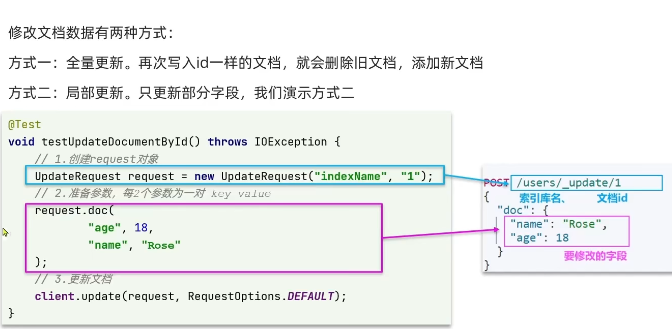 修改文档数据有两种方式：
方式一：全量更新。再次写入id一样的文档，就会删除旧文档，添加新文档
方式二：局部更新。只更新部分字段，我们演示方式二
@Test
void testUpdateDocumentById() throws IOException {
// 1.创建request对象
UpdateRequest request = new UpdateRequest("indexName", "1");
// 2.准备参数，每2个参数为一对 key value
request.doc(
"age", 18,
"name", "Rose"
);
// 3.更新文档
client.update(request, RequestOptions.DEFAULT);
}
POST /users/_update/1
索引库名、 文档id
{
"doc": {
"name": "Rose",
"age": 18
}
要修改的字段
}